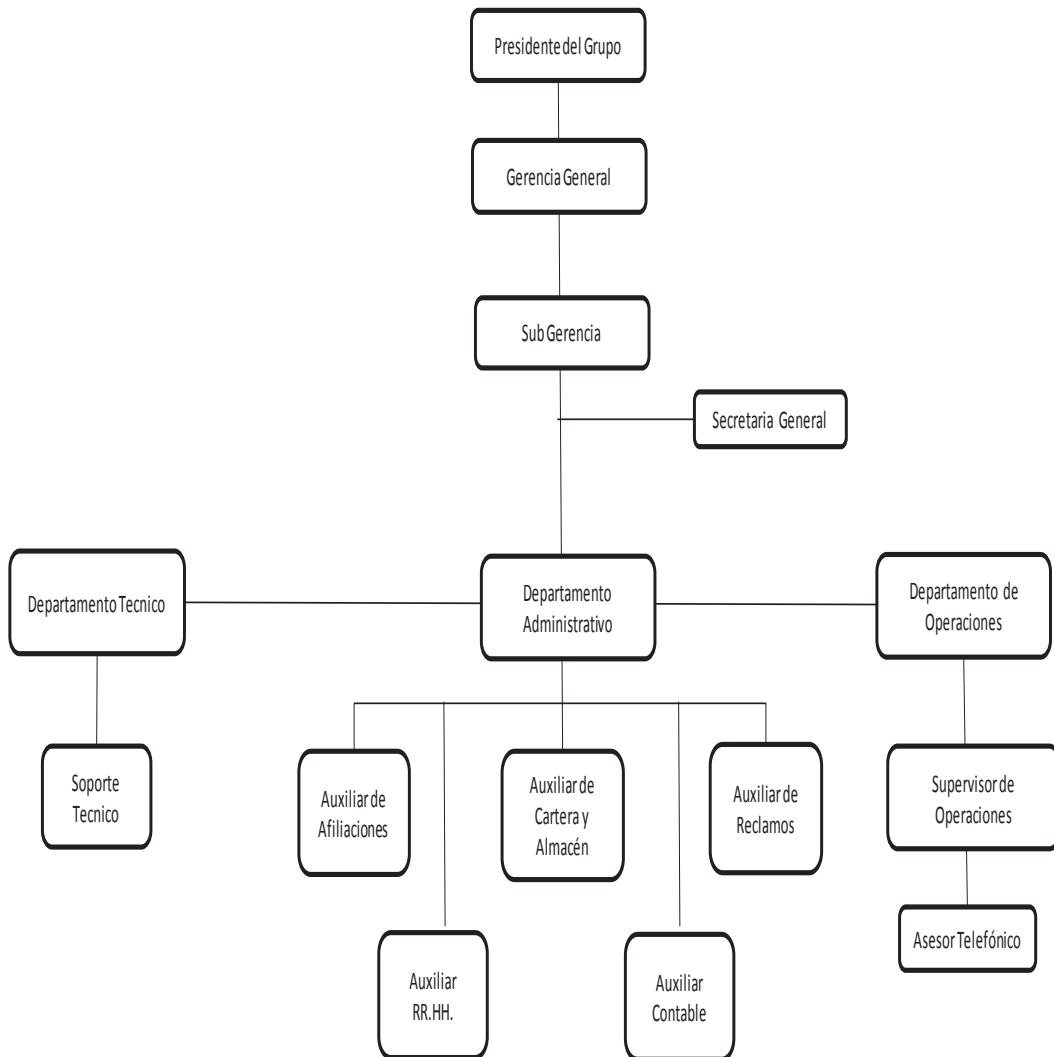 Presidente del Grupo
Gerencia General
Sub Gerencia
Secretaria General
Departamento Tecnico
Departamento
Administrativo
Departamento de
Operaciones
Soporte
Tecnico
Auxiliar de
Afiliaciones
Auxiliar de
Cartera y
Almacén
Auxiliar de
Reclamos
Supervisor de
Operaciones
Auxiliar
RR.HH.
Auxiliar
Contable
Asesor Telefónico